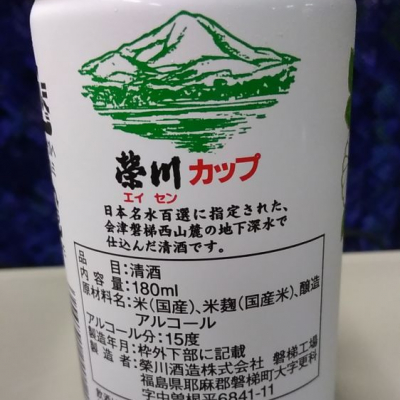 榮川 カップ
エイ セン
日本名水百選に指定された、
会津磐梯西山麓の地下深水で
仕込んだ清酒です。
品目:清酒
内容量:180ml
原材料名:米(国産)、米麹(国産米)、醸造
アルコール
アルコール分:15度
製造年月:枠外下部に記載
製造者:榮川酒造株式会社 磐梯工場
福島県耶麻郡磐梯町大字更科
字中曽根平6841-11